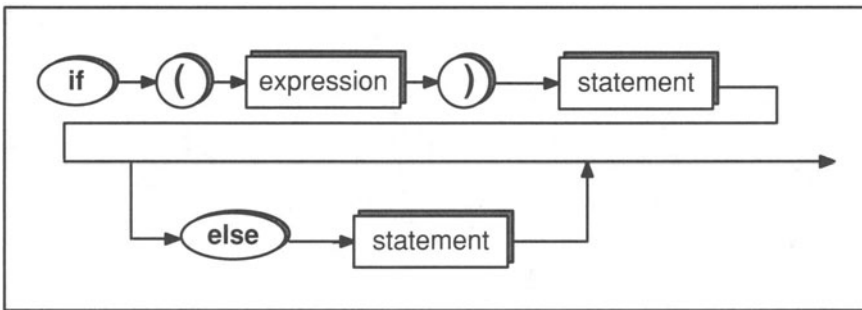 if ( expression ) statement
else statement